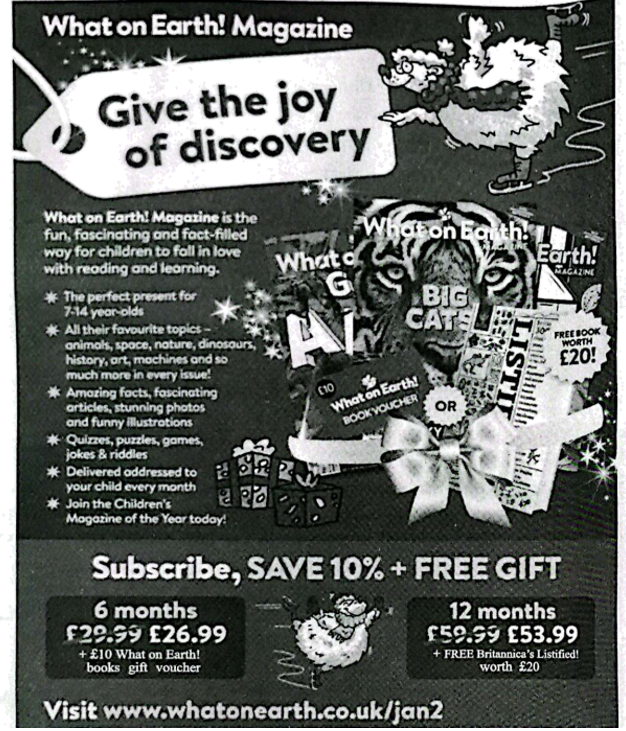 What on Earth! Magazine
Give the joy
of discovery
What on Earth! Magazine is the
fun, fascinating and fact-filled
way for children to fall in love
with reading and learning.
The perfect present for
7-14 year-olds
All their favourite topics –
animals, space, nature, dinosaurs,
history, art, machines and so
much more in every issue!
Amazing facts, fascinating
articles, stunning photos
and funny illustrations
Quizzes, puzzles, games,
jokes & riddles
Delivered addressed to
your child every month
Join the Children's
Magazine of the Year today!
What o
G
What on Earth!
MAGAZINE
BIG
CATS
Earth!
MAGAZINE
LISTI
FREE BOOK
WORTH
£20!
£10
What on Earth!
BOOK VOUCHER
OR
Subscribe, SAVE 10% + FREE GIFT
6 months
£29.99 £26.99
+ £10 What on Earth!
books gift voucher
12 months
£59.99 £53.99
+ FREE Britannica's Listified!
worth £20
Visit www.whatonearth.co.uk/jan2